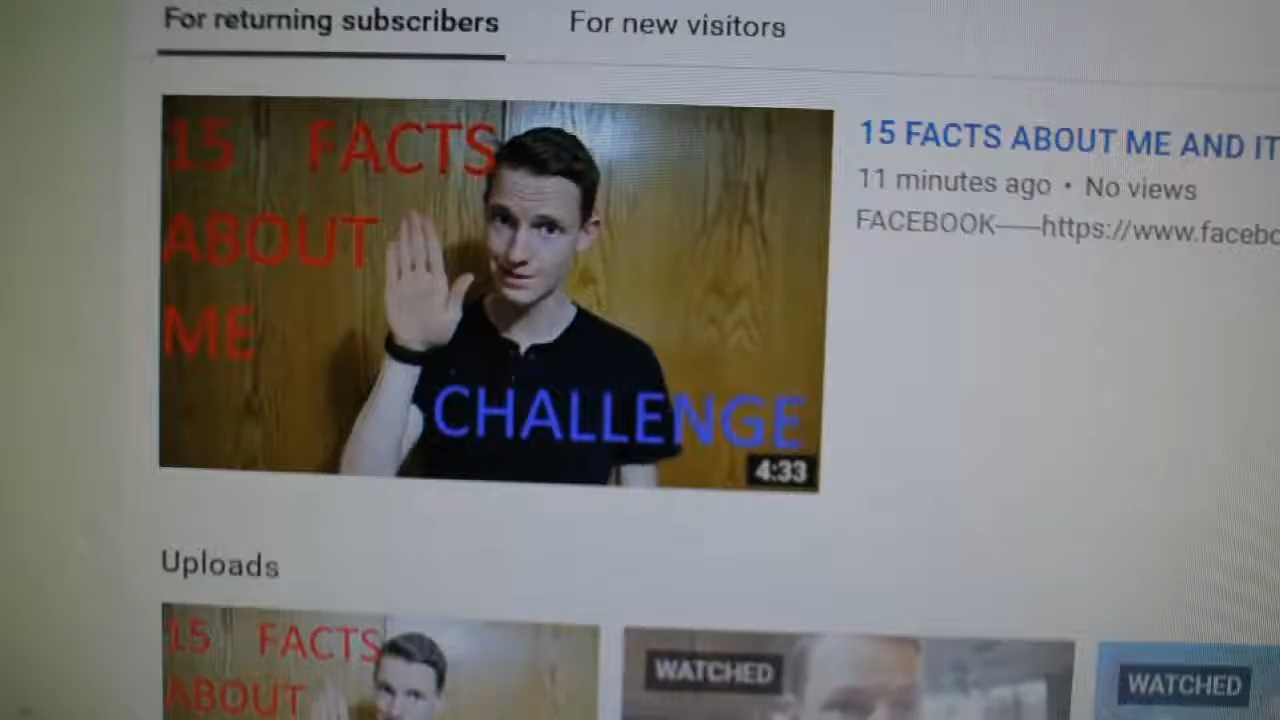 For returning subscribers
For new visitors
15 FACTS
ABOUT
ME
CHALLENGE
4:33
15 FACTS ABOUT ME AND IT
11 minutes ago • No views
FACEBOOK-----https://www.facebo
Uploads
15 FACTS
ABOUT
WATCHED
WATCHED